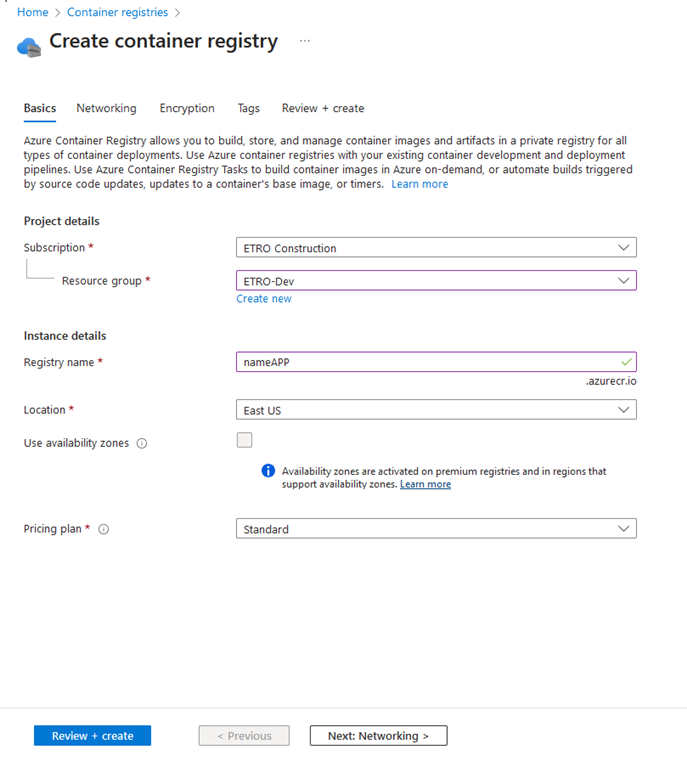 Home > Container registries >
Create container registry ...
Basics Networking Encryption Tags Review + create
Azure Container Registry allows you to build, store, and manage container images and artifacts in a private registry for all
types of container deployments. Use Azure container registries with your existing container development and deployment
pipelines. Use Azure Container Registry Tasks to build container images in Azure on-demand, or automate builds triggered
by source code updates, updates to a container's base image, or timers. Learn more
Project details
Subscription * ETRO Construction
Resource group * ETRO-Dev
Create new
Instance details
Registry name * nameAPP
.azurecr.io
Location * East US
Use availability zones
Availability zones are activated on premium registries and in regions that
support availability zones. Learn more
Pricing plan * Standard
Review + create < Previous Next: Networking >